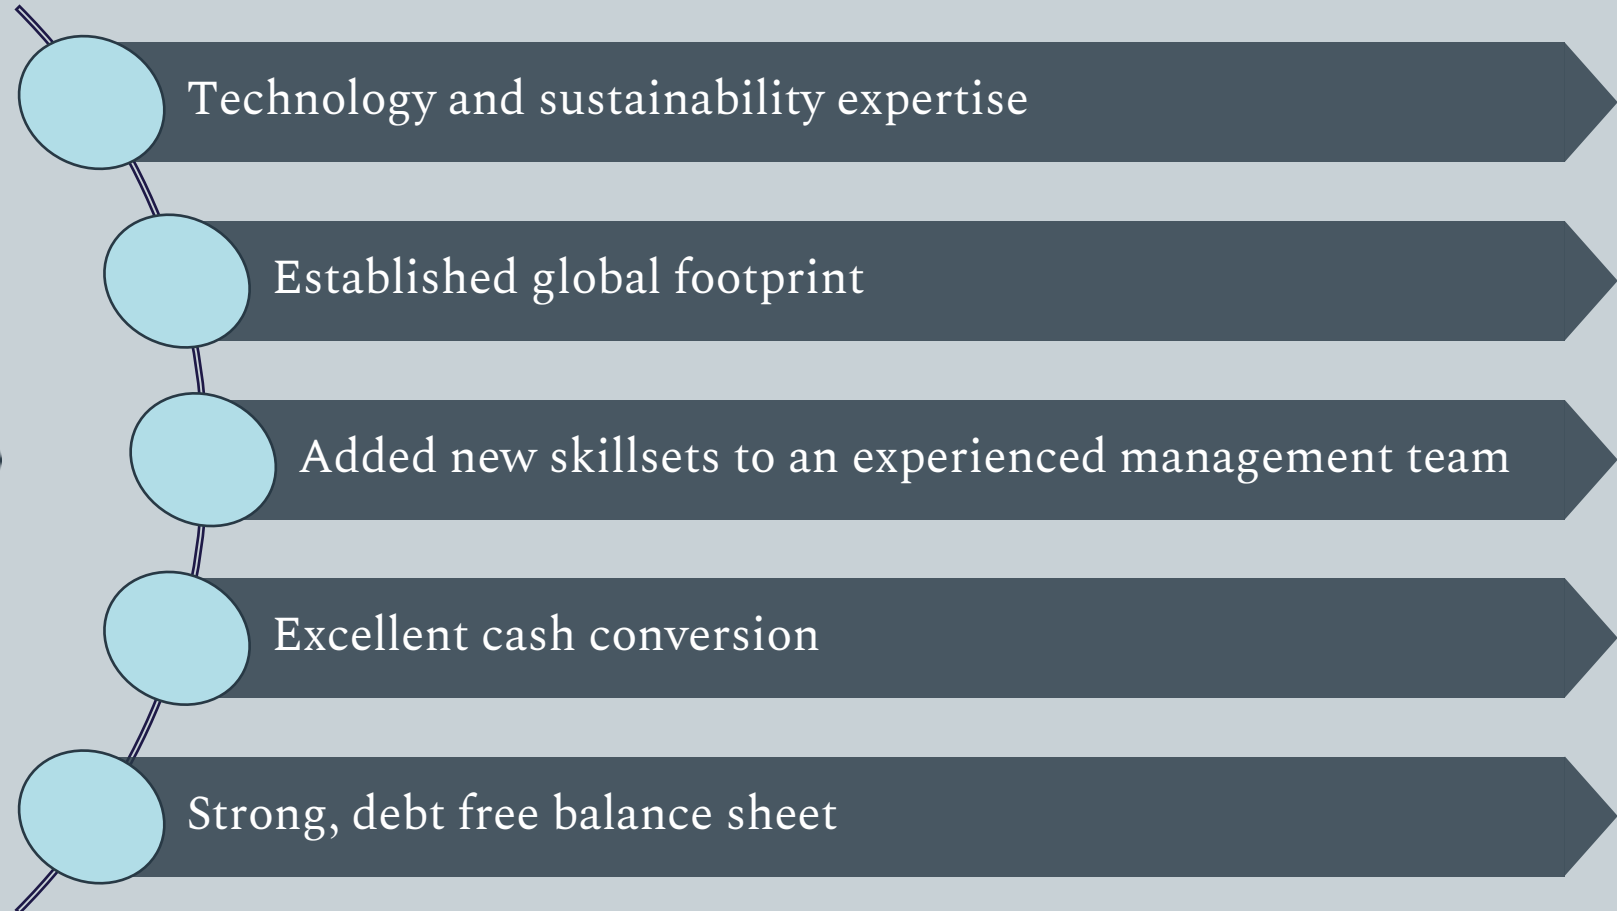 Technology and sustainability expertise
Established global footprint
Added new skillsets to an experienced management team
Excellent cash conversion
Strong, debt free balance sheet